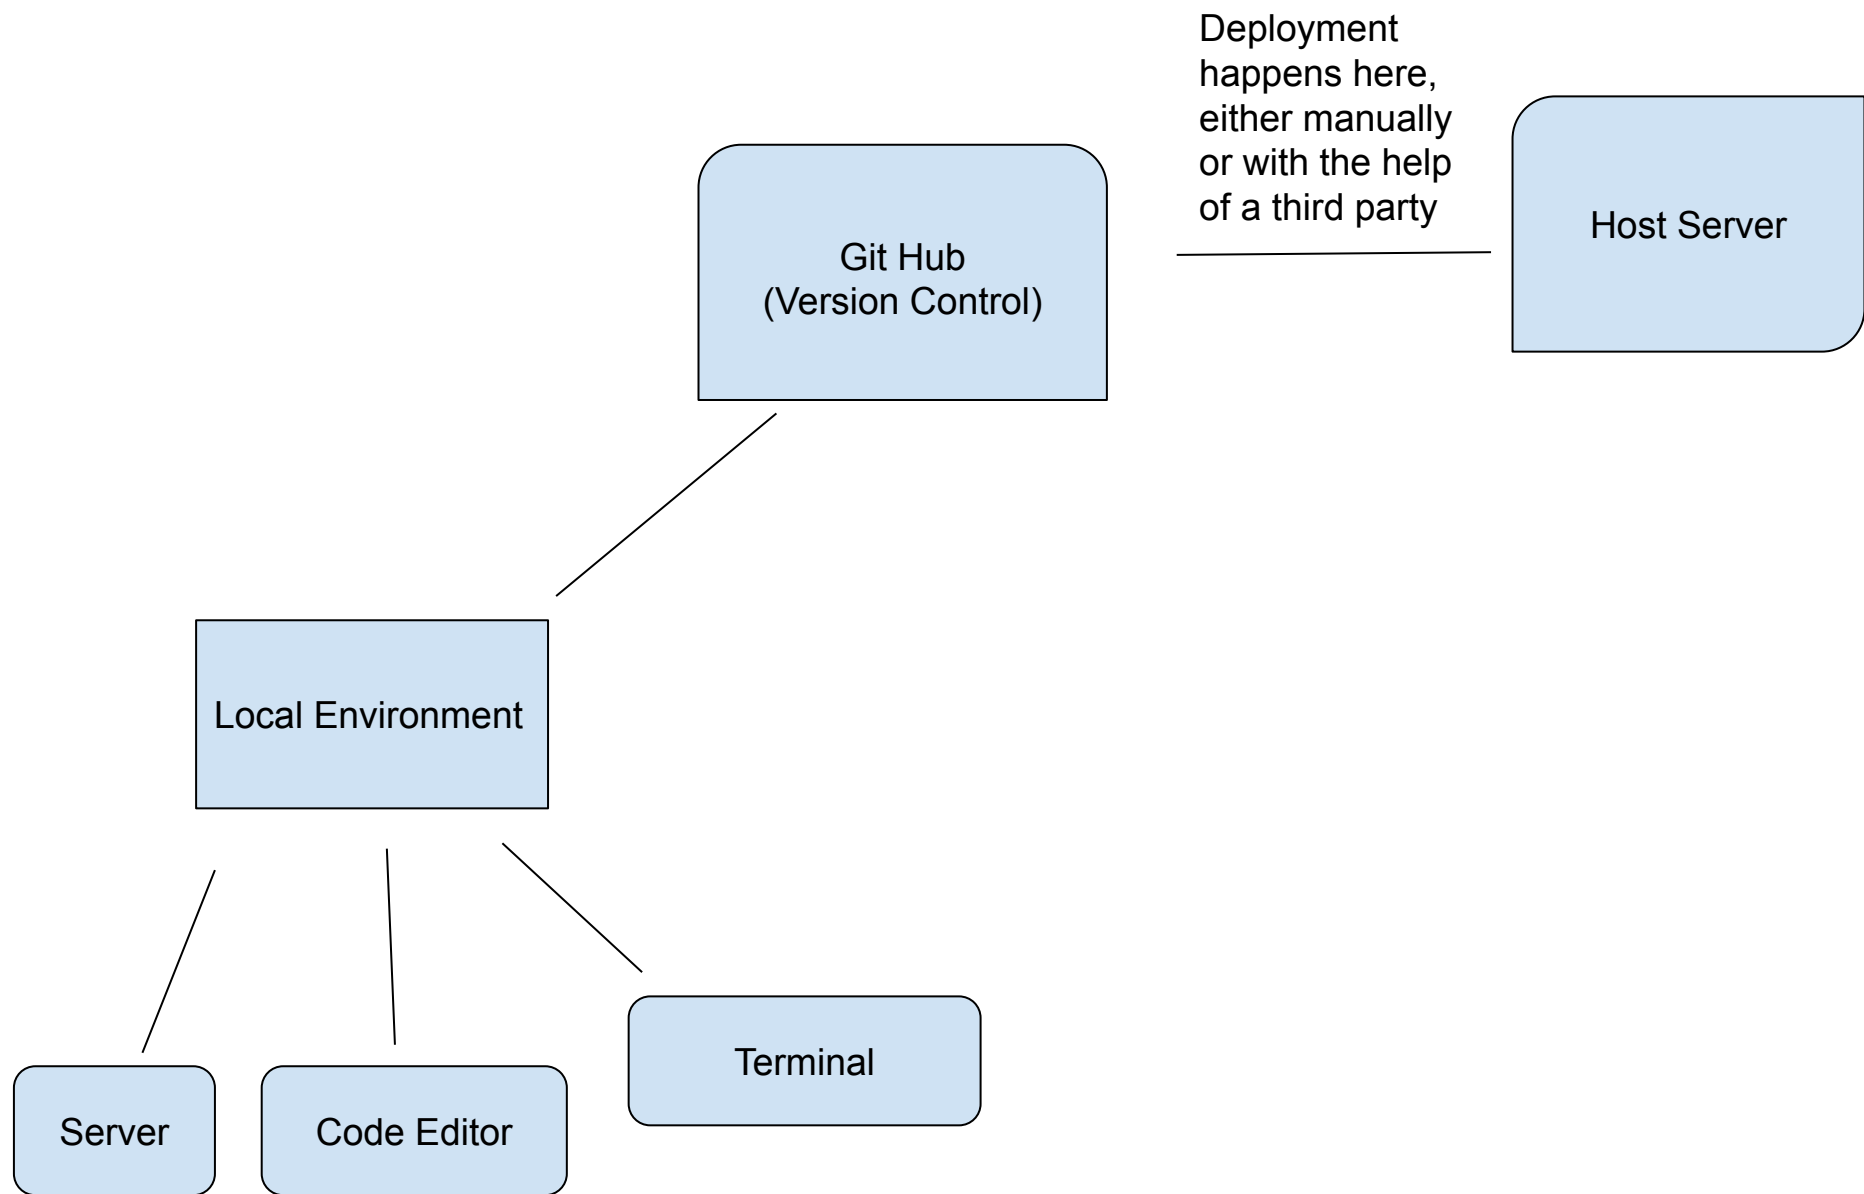 Deployment
happens here,
either manually
or with the help
of a third party
Git Hub
(Version Control)
Host Server
Local Environment
Server
Code Editor
Terminal